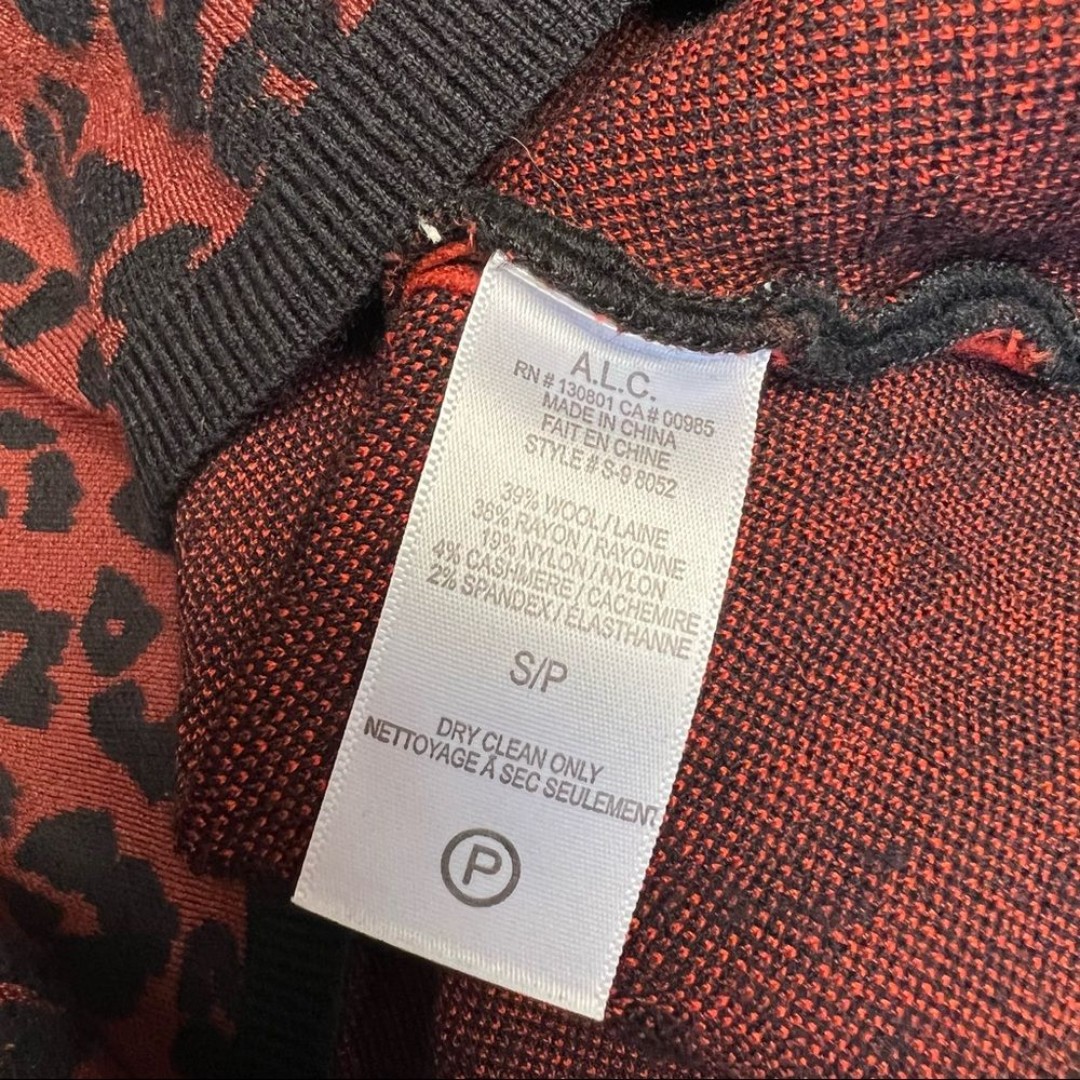 A.L.C.
RN # 130801 CA # 00985
MADE IN CHINA
FAIT EN CHINE
STYLE # S-9 8052
39% WOOL / LAINE
36% RAYON / RAYONNE
19% NYLON / NYLON
4% CASHMERE / CACHEMIRE
2% SPANDEX / ÉLASTHANNE
S/P
DRY CLEAN ONLY
NETTOYAGE Á SEC SEULEMENT
P